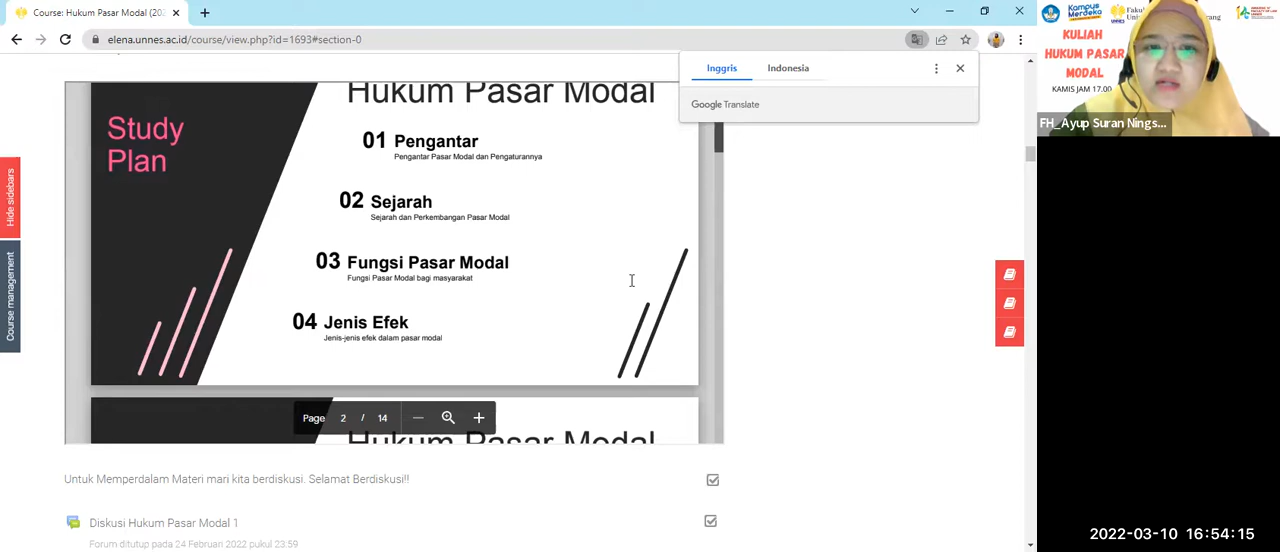 Course: Hukum Pasar Modal (20
elena.unnes.ac.id/course/view.php?id=1693#section-0
Inggris
Indonesia
Google Translate
Hide sidebars
Course management
Hukum Pasar Modal
Study
Plan
01 Pengantar
Pengantar Pasar Modal dan Pengaturannya
02 Sejarah
Sejarah dan Perkembangan Pasar Modal
03 Fungsi Pasar Modal
Fungsi Pasar Modal bagi masyarakat
04 Jenis Efek
Jenis-jenis efek dalam pasar modal
Page 2 / 14
Hukum Pasar Modal
Untuk Memperdalam Materi mari kita berdiskusi. Selamat Berdiskusi!!
Diskusi Hukum Pasar Modal 1
Forum ditutup pada 24 Februari 2022 pukul 23:59
Kampus
Merdeka
KULIAH
HUKUM PASAR
MODAL
KAMIS JAM 17.00
FH_ Ayup Suran Nings...
2022-03-10 16:54:15